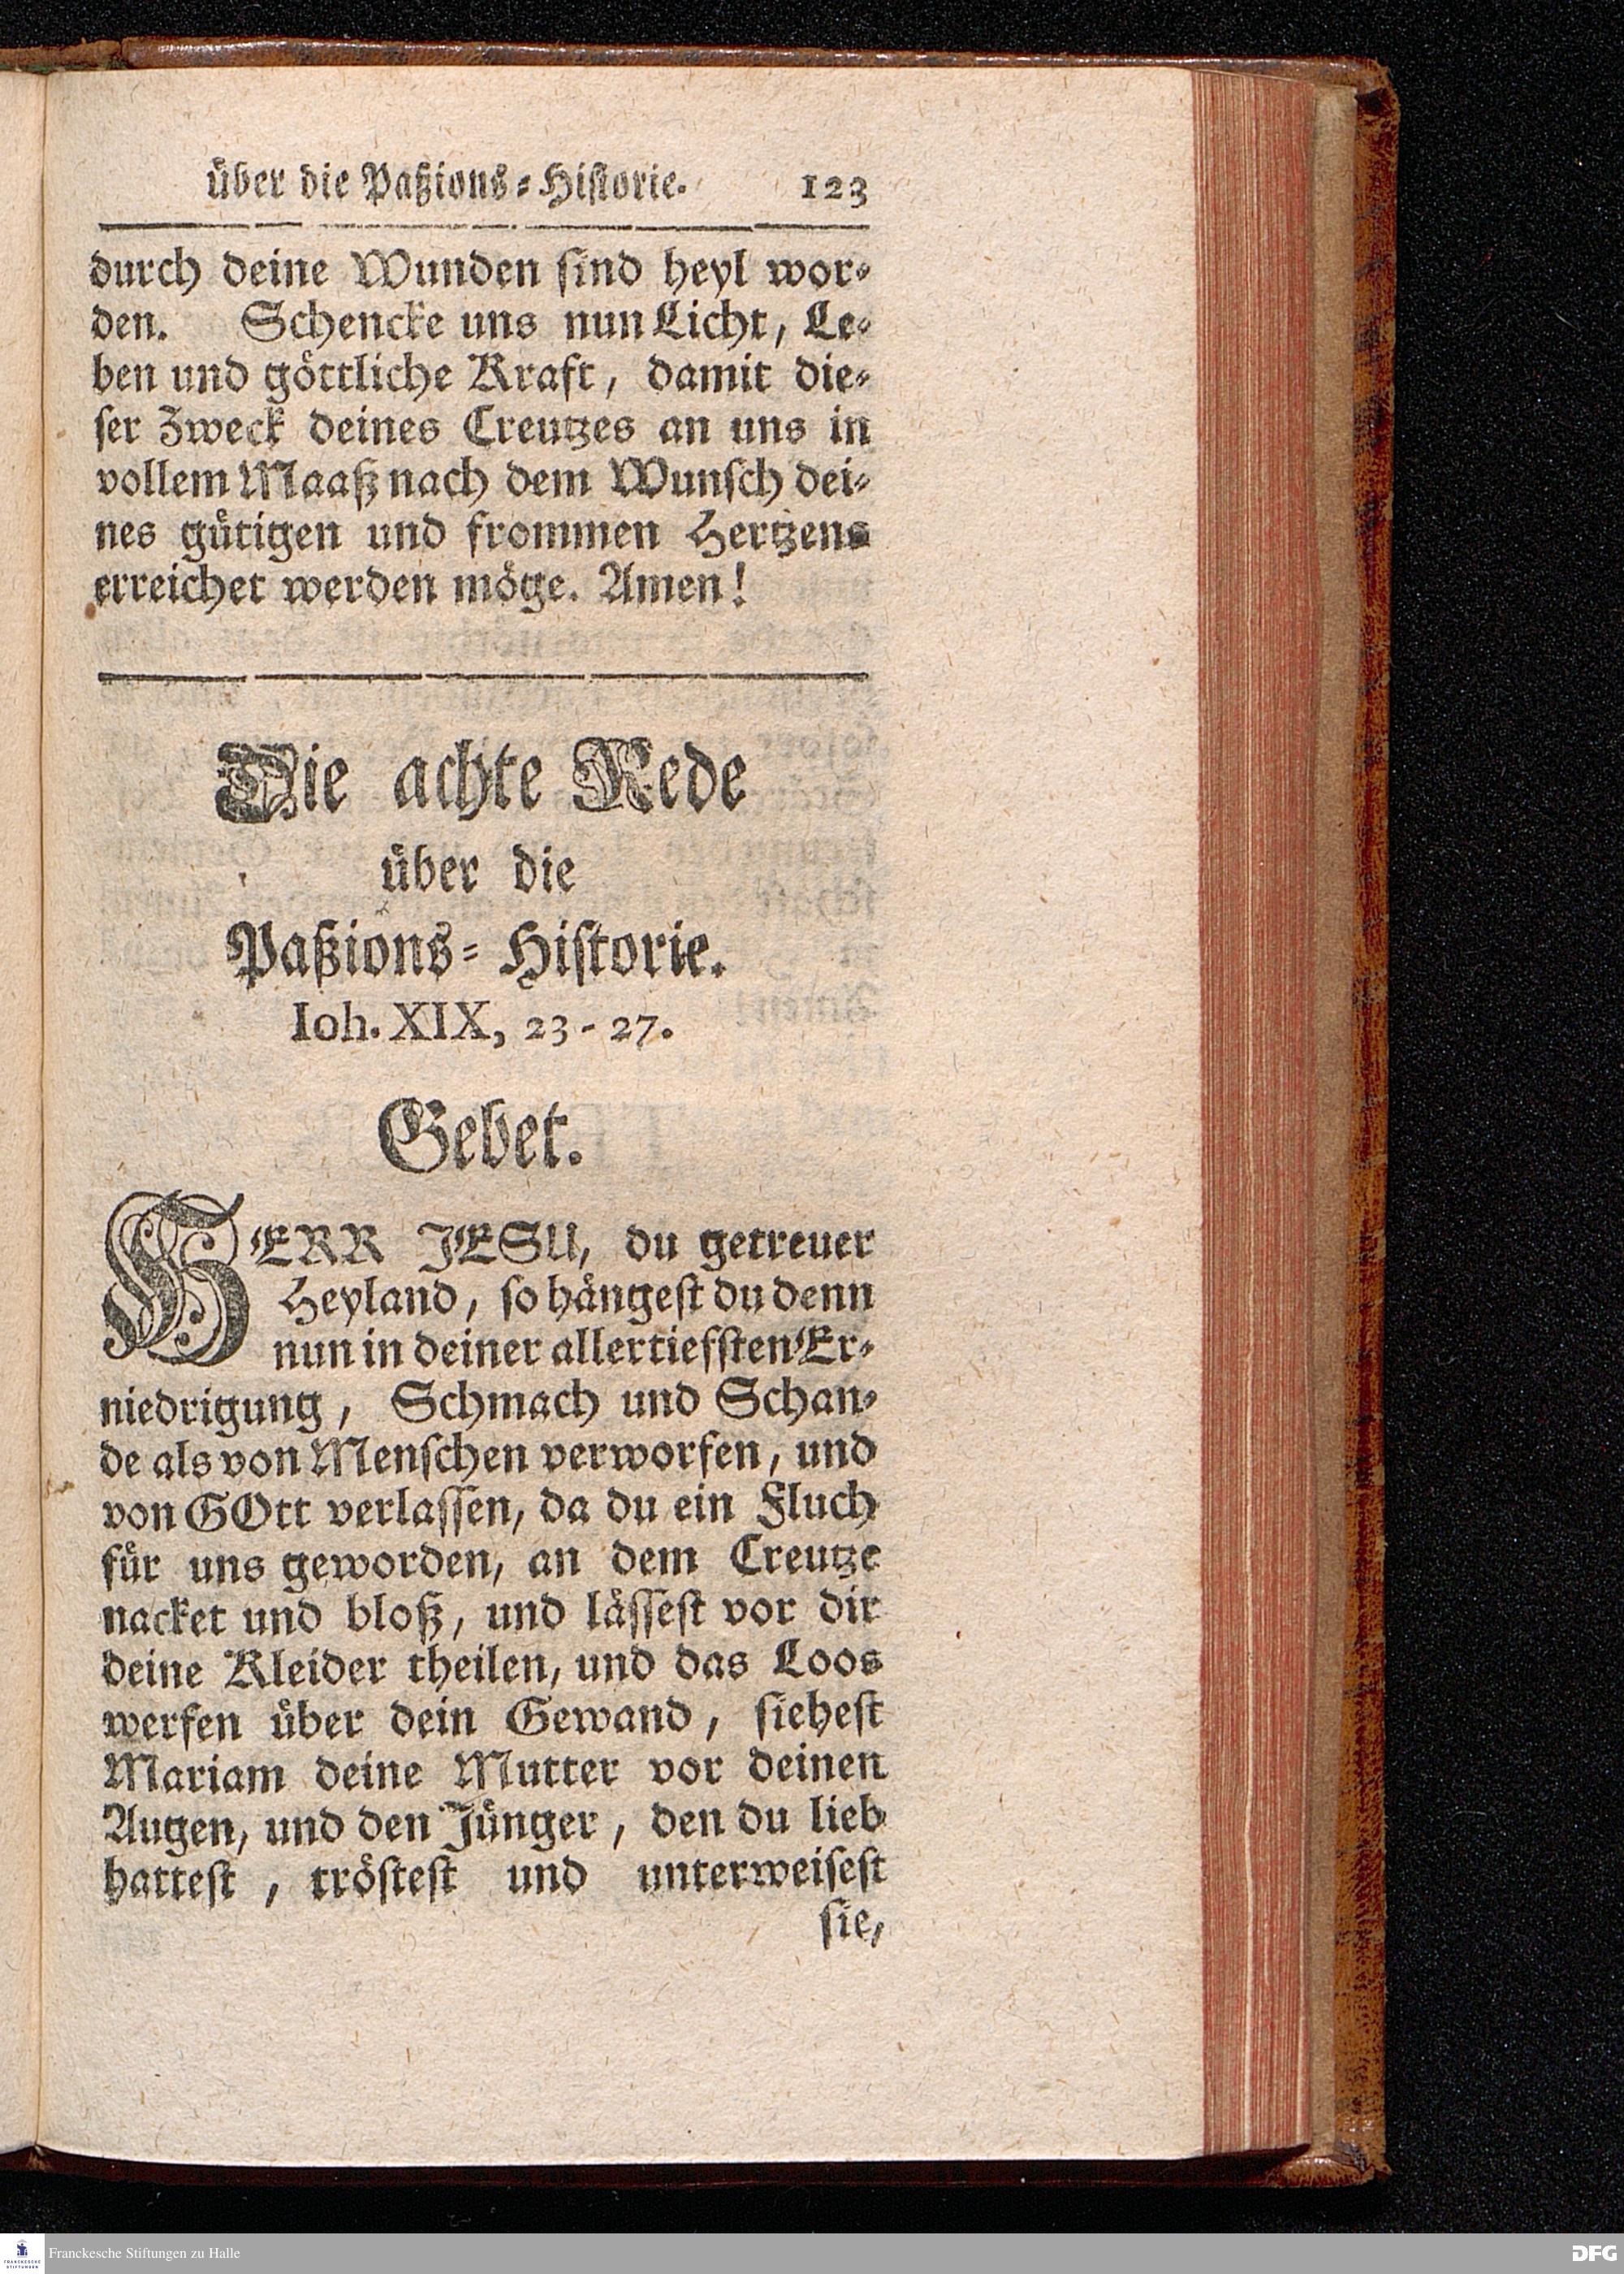 über die Paßions-Historie. 123
durch deine Wunden sind heyl wor-
den. Schencke uns nun Licht, Le-
ben und göttliche Kraft, damit die-
ser Zweck deines Creutzes an uns in
vollem Maaß nach dem Wunsch dei-
nes gütigen und frommen Hertzens
erreichet werden möge. Amen!
Die achte Rede
über die
Paßions-Historie.
Ioh. XIX, 23-27.
Gebet.
HERR JESU, du getreuer
Heyland, so hängest du denn
nun in deiner allertiefsten Er-
niedrigung, Schmach und Schan-
de als von Menschen verworfen, und
von GOtt verlassen, da du ein Fluch
für uns geworden, an dem Creutze
nacket und bloß, und lässest vor dir
deine Kleider theilen, und das Loos
werfen über dein Gewand, siehest
Mariam deine Mutter vor deinen
Augen, und den Jünger, den du lieb
hattest, tröstest und unterweisest
sie,
FRANCKESCHE
STIFTUNGEN
Franckesche Stiftungen zu Halle
DFG